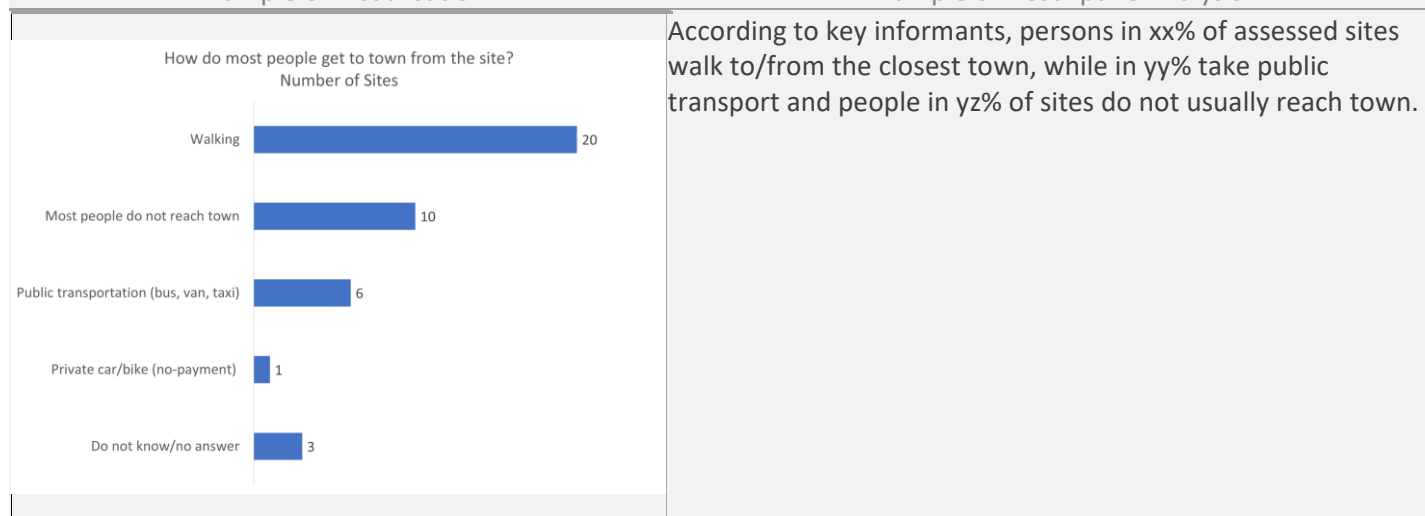 How do most people get to town from the site?
Number of Sites
Walking
20
Most people do not reach town
10
Public transportation (bus, van, taxi)
6
Private car/bike (no-payment)
1
Do not know/no answer
3
According to key informants, persons in xx% of assessed sites
walk to/from the closest town, while in yy% take public
transport and people in yz% of sites do not usually reach town.